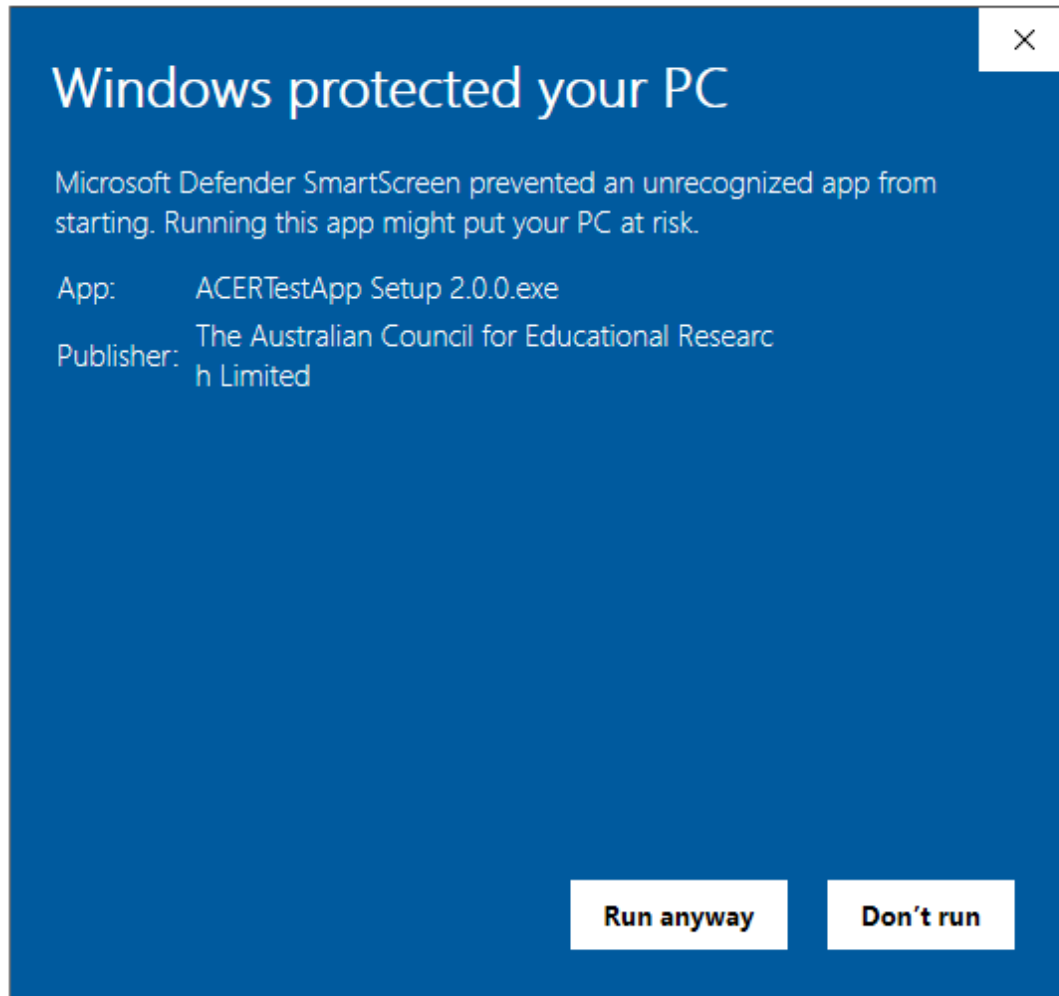 Windows protected your PC
Microsoft Defender SmartScreen prevented an unrecognized app from
starting. Running this app might put your PC at risk.
App: ACERTestApp Setup 2.0.0.exe
Publisher: The Australian Council for Educational Researc
h Limited
Run anyway Don’t run